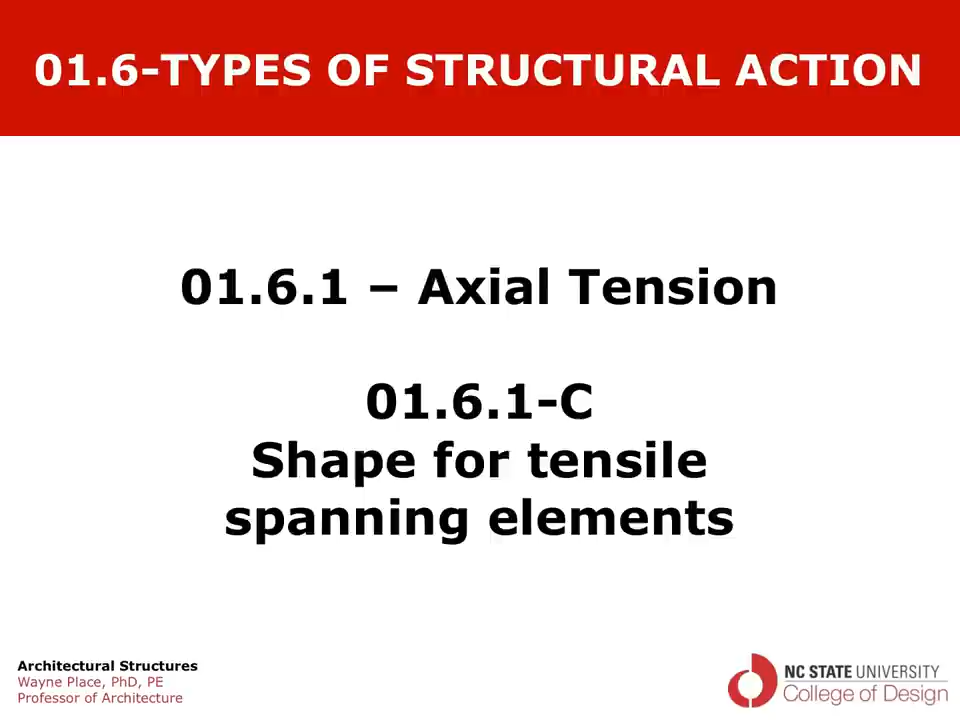 01.6-TYPES OF STRUCTURAL ACTION
01.6.1 – Axial Tension
01.6.1-C
Shape for tensile
spanning elements
Architectural Structures
Wayne Place, PhD, PE
Professor of Architecture
NC STATE UNIVERSITY
College of Design